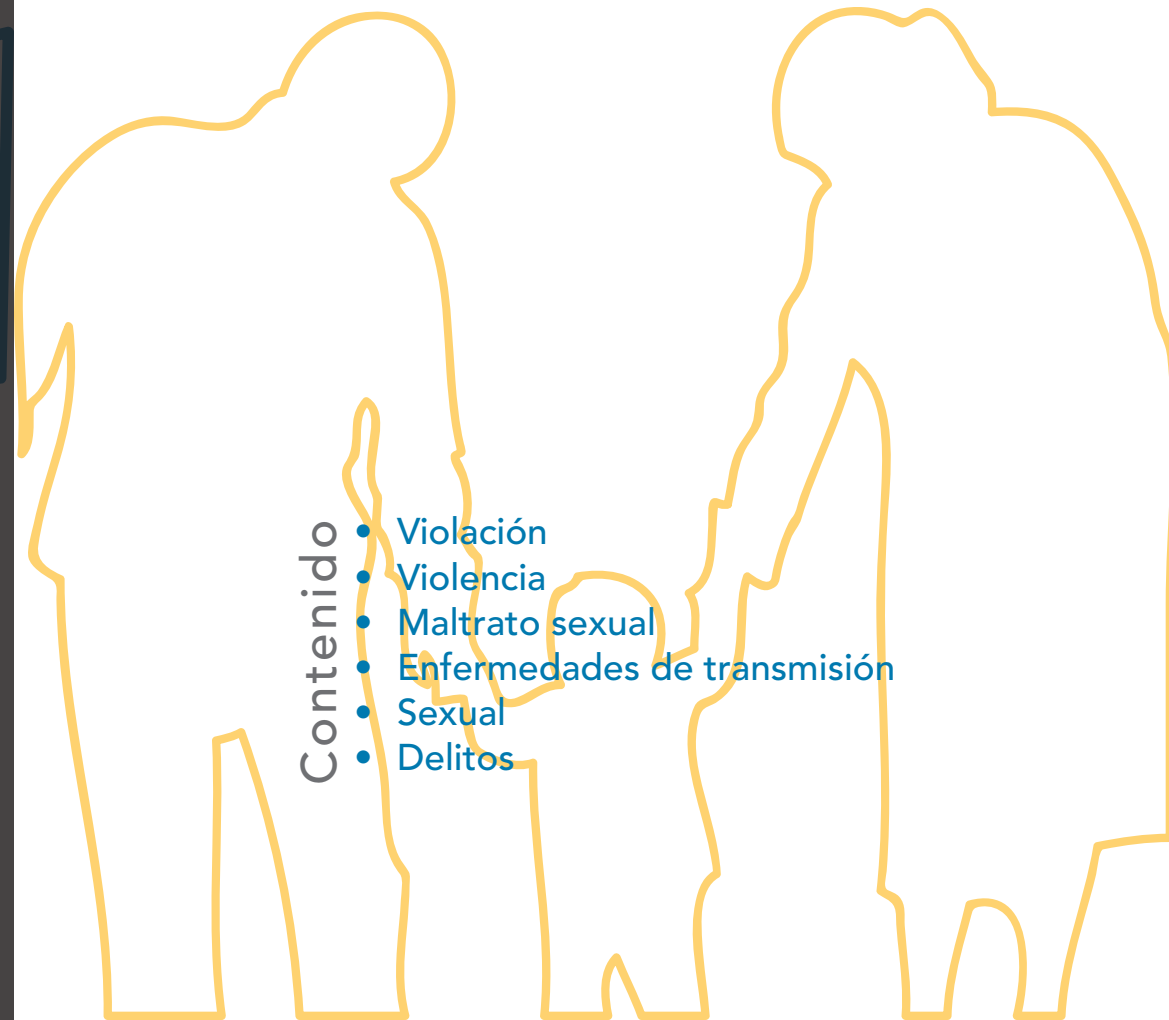 Contenido
• Violación
• Violencia
• Maltrato sexual
• Enfermedades de transmisión
• Sexual
• Delitos